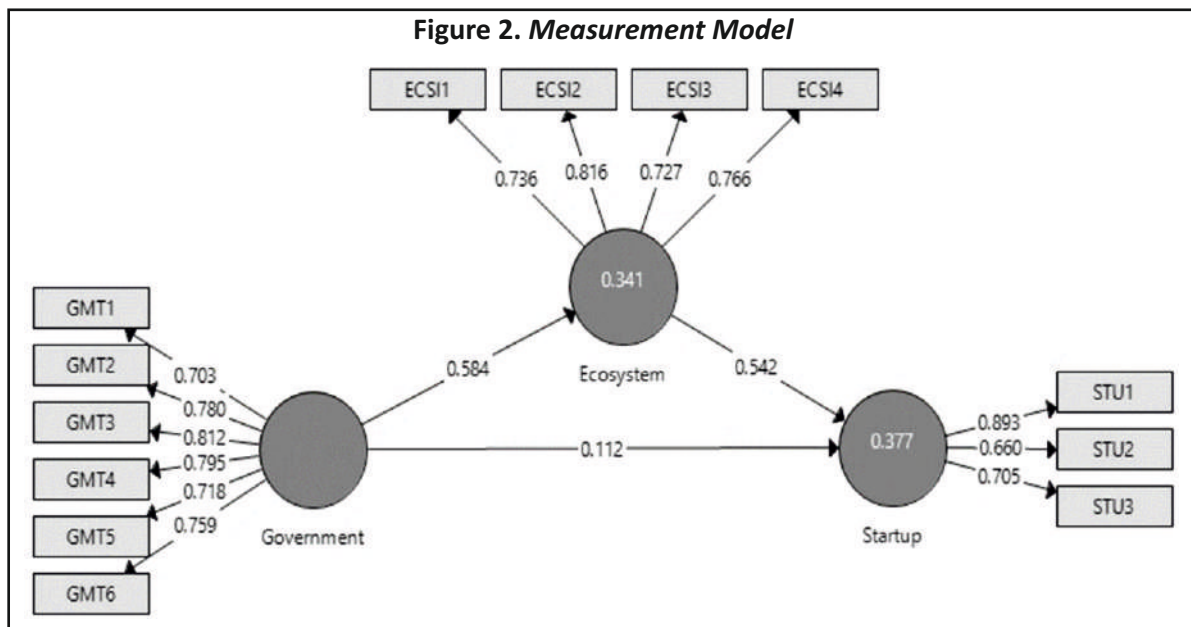 Figure 2. Measurement Model
ECSI1
ECSI2
ECSI3
ECSI4
0.736
0.816
0.727
0.766
0.341
Ecosystem
GMT1
GMT2
GMT3
GMT4
GMT5
GMT6
0.703
0.780
0.812
0.795
0.718
0.759
Government
0.584
0.542
0.112
0.377
Startup
0.893
0.660
0.705
STU1
STU2
STU3